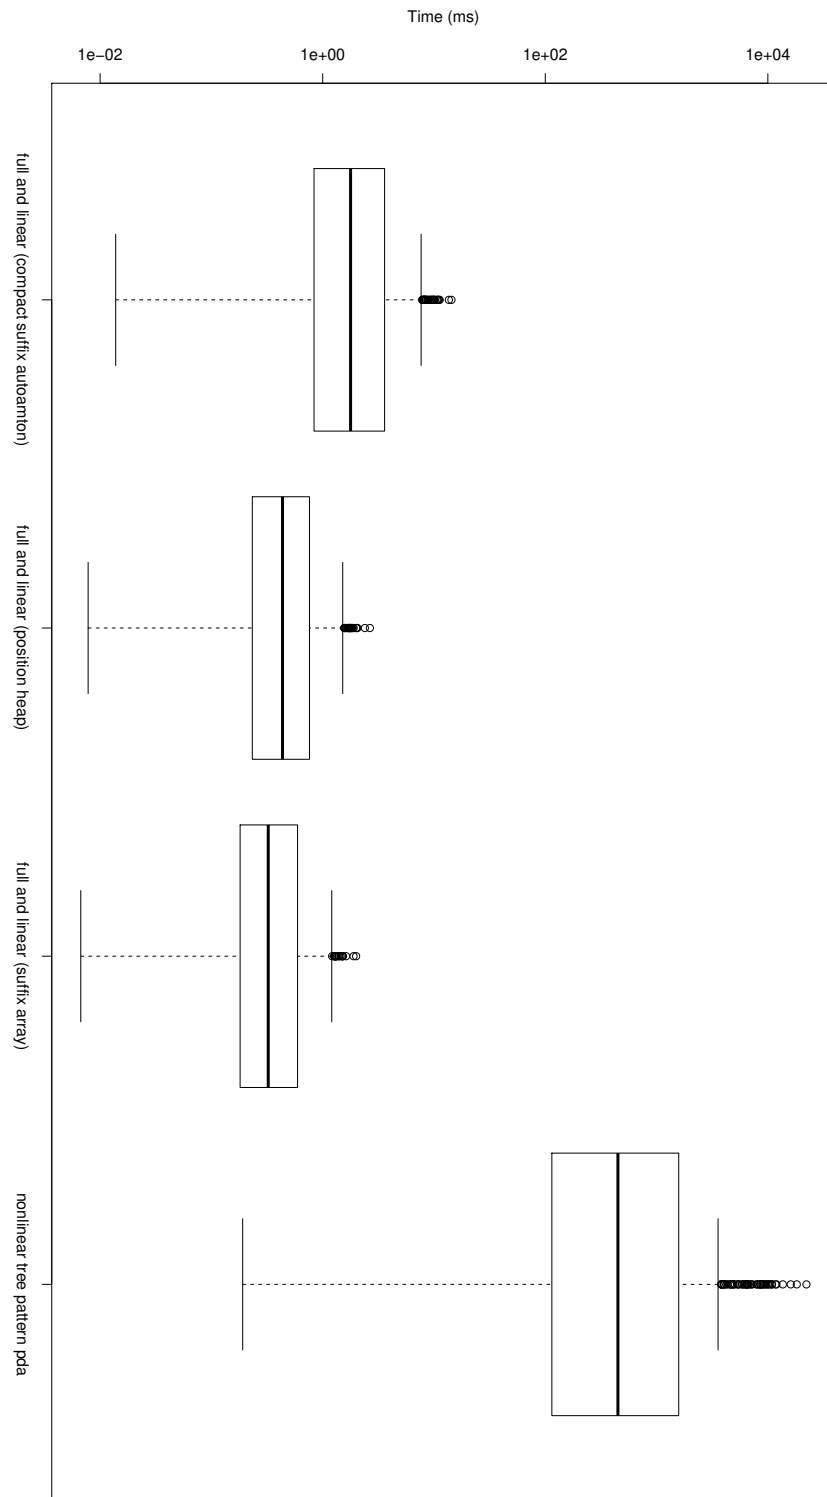 Time (ms)
1e−02 1e+00 1e+02 1e+04
full and linear (compact suffix autoamton)
full and linear (position heap)
full and linear (suffix array)
nonlinear tree pattern pda